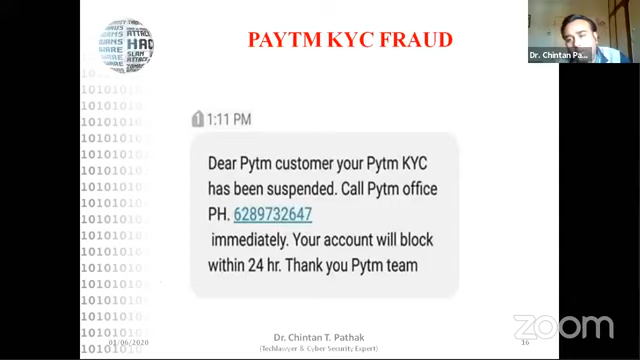 PAYTM KYC FRAUD
Dr. Chintan Pa...
HAC
ATTACK
1:11 PM
Dear Pytm customer your Pytm KYC
has been suspended. Call Pytm office
PH. 6289732647
immediately. Your account will block
within 24 hr. Thank you Pytm team
01/06/2020
Dr. Chintan T. Pathak
(Techlawyer & Cyber Security Expert)
16
zoom